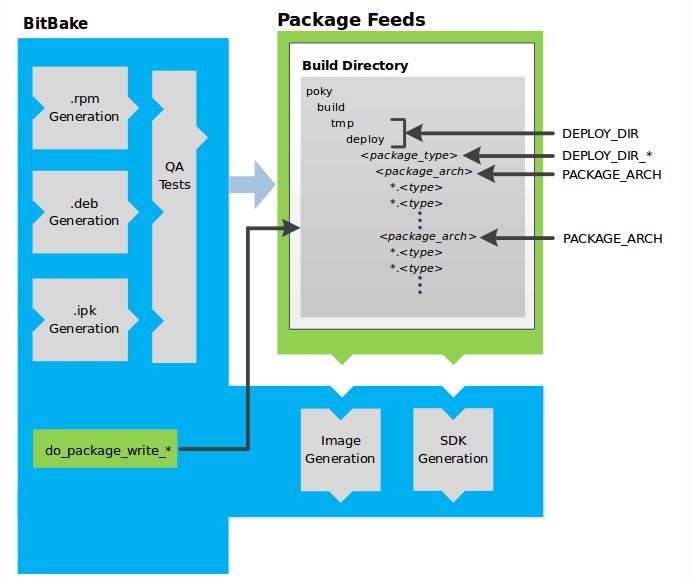 BitBake
.rpm
Generation
.deb
Generation
.ipk
Generation
QA
Tests
do_package_write_*
Package Feeds
Build Directory
poky
build
tmp
deploy
<package_type>
<package_arch>
*.<type>
*.<type>
<package_arch>
*.<type>
*.<type>
DEPLOY_DIR
DEPLOY_DIR_*
PACKAGE_ARCH
PACKAGE_ARCH
Image
Generation
SDK
Generation